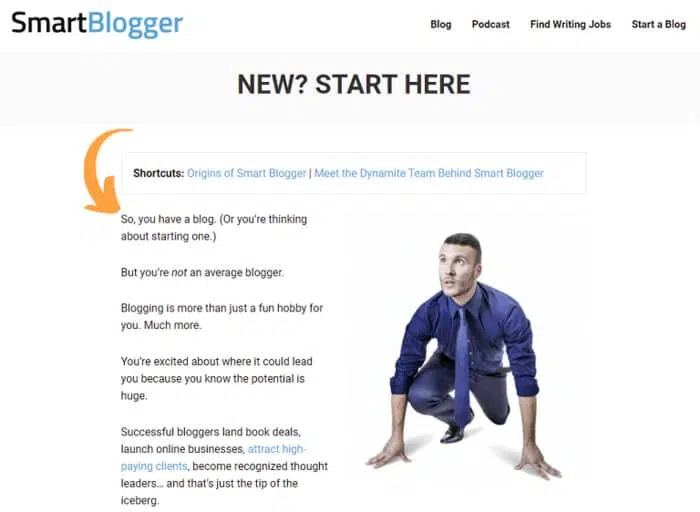 SmartBlogger
Blog Podcast Find Writing Jobs Start a Blog
NEW? START HERE
Shortcuts: Origins of Smart Blogger | Meet the Dynamite Team Behind Smart Blogger
So, you have a blog. (Or you're thinking
about starting one.)
But you're not an average blogger.
Blogging is more than just a fun hobby for
you. Much more.
You're excited about where it could lead
you because you know the potential is
huge.
Successful bloggers land book deals,
launch online businesses, attract high-
paying clients, become recognized thought
leaders… and that's just the tip of the
iceberg.